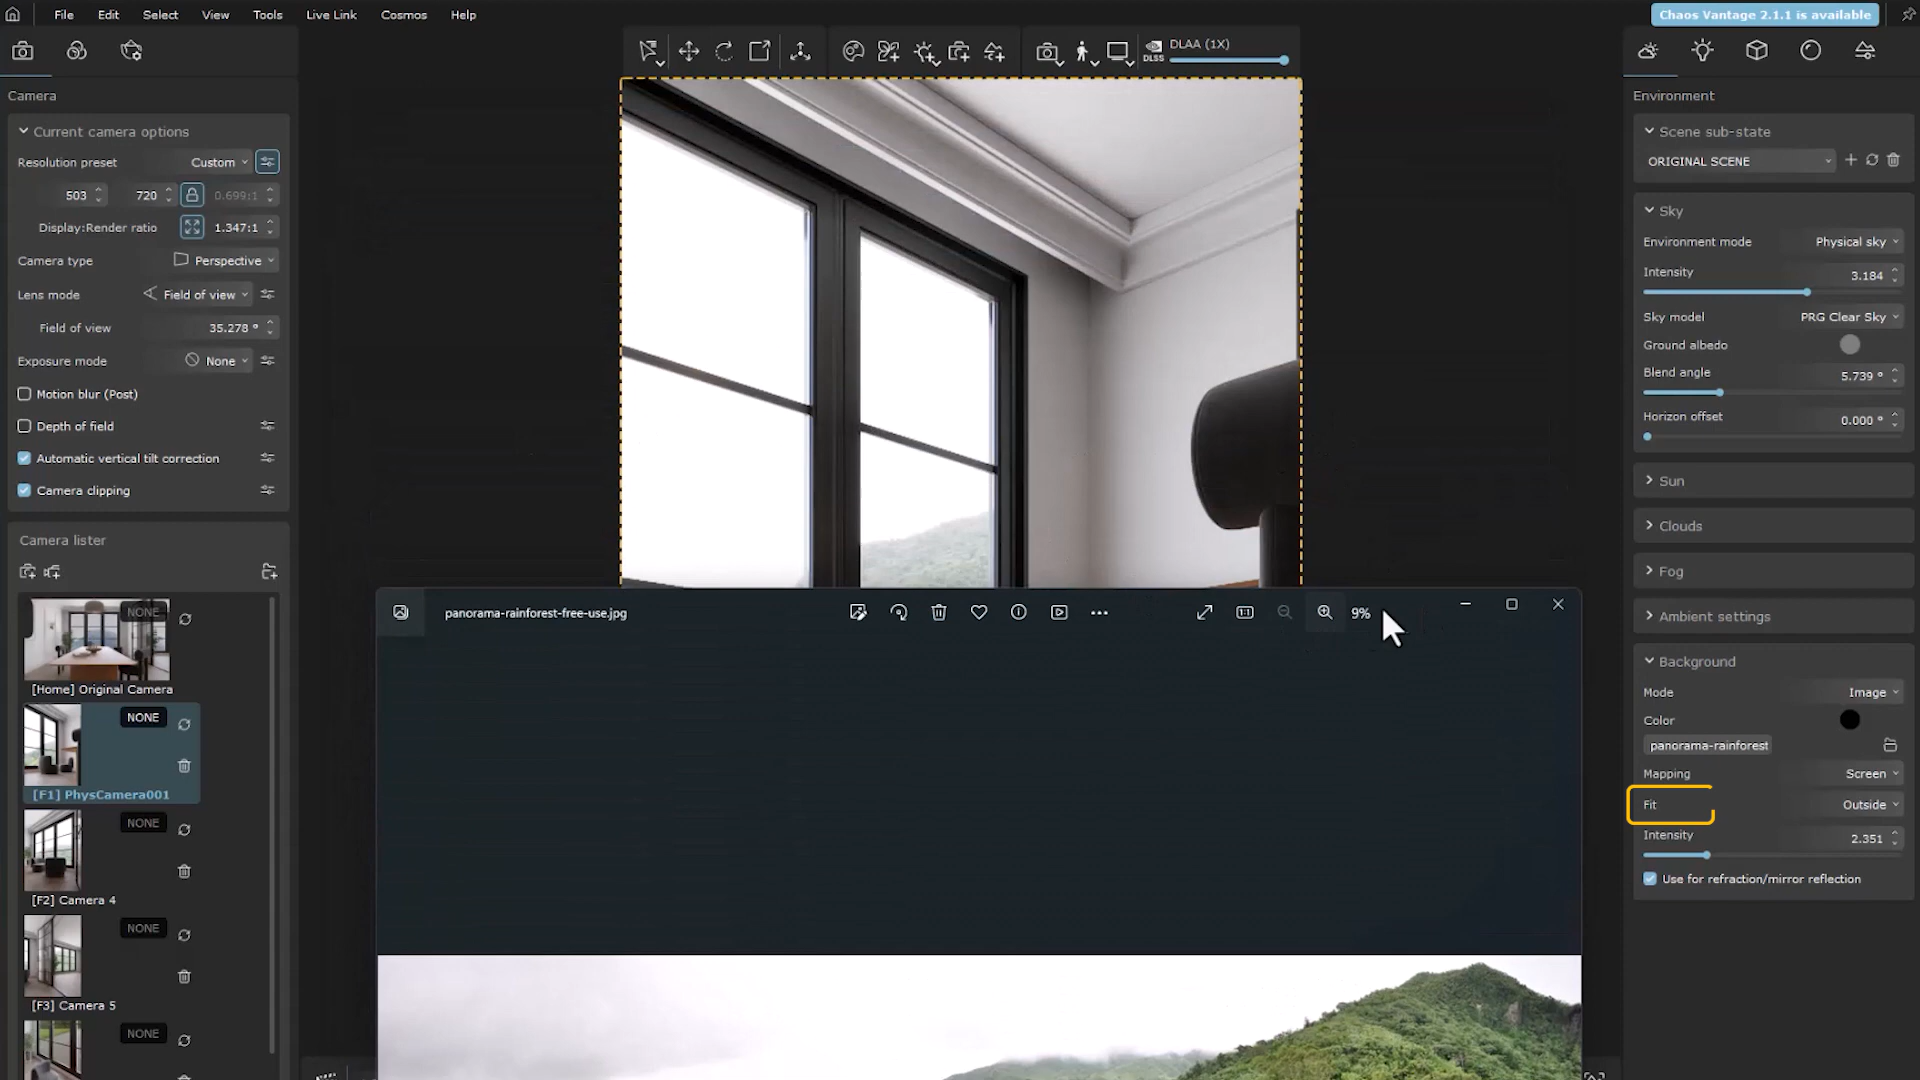 File Edit Select View Tools Live Link Cosmos Help
Chaos Vantage 2.1.1 is available
DLSS
DLAA (1X)
Camera
Current camera options
Resolution preset Custom
503 720 0.699:1
Display:Render ratio 1.347:1
Camera type Perspective
Lens mode Field of view
Field of view 35.278 °
Exposure mode None
Motion blur (Post)
Depth of field
Automatic vertical tilt correction
Camera clipping
Camera lister
NONE
[Home] Original Camera
NONE
[F1] PhysCamera001
NONE
[F2] Camera 4
NONE
[F3] Camera 5
NONE
panorama-rainforest-free-use.jpg
1:1
9%
Environment
Scene sub-state
ORIGINAL SCENE
Sky
Environment mode Physical sky
Intensity 3.184
Sky model PRG Clear Sky
Ground albedo
Blend angle 5.739 °
Horizon offset 0.000 °
Sun
Clouds
Fog
Ambient settings
Background
Mode Image
Color
panorama-rainforest
Mapping Screen
Fit Outside
Intensity 2.351
Use for refraction/mirror reflection